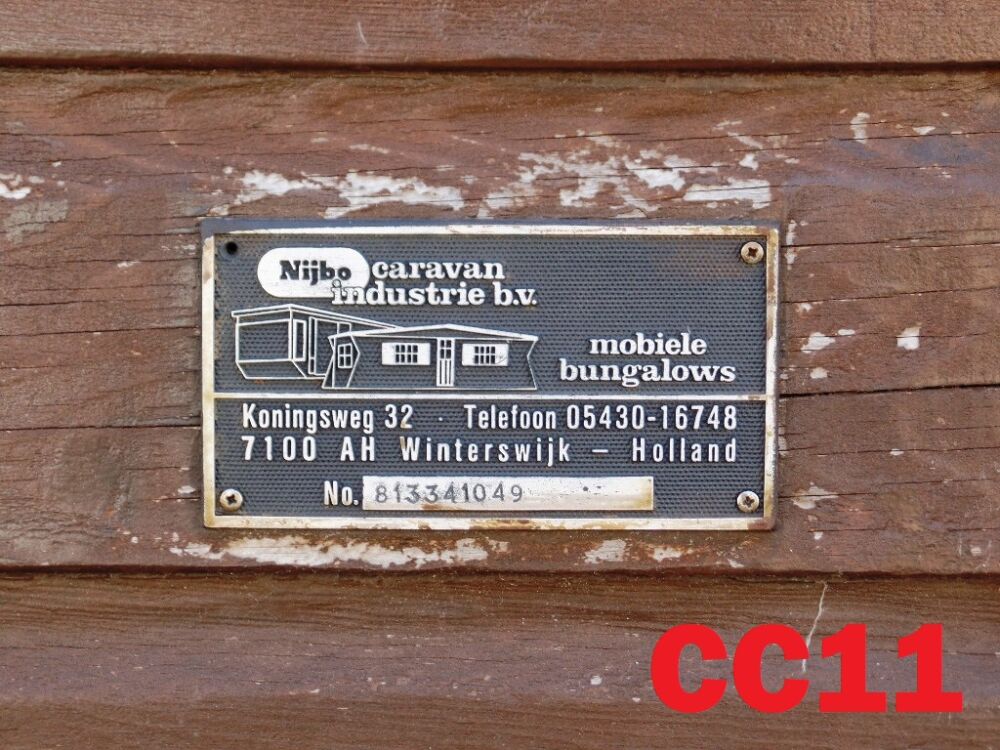 Nijbo caravan
industrie b.v.
mobiele
bungalows
Koningsweg 32 · Telefoon 05430-16748
7100 AH Winterswijk – Holland
No. 813341049
CC11